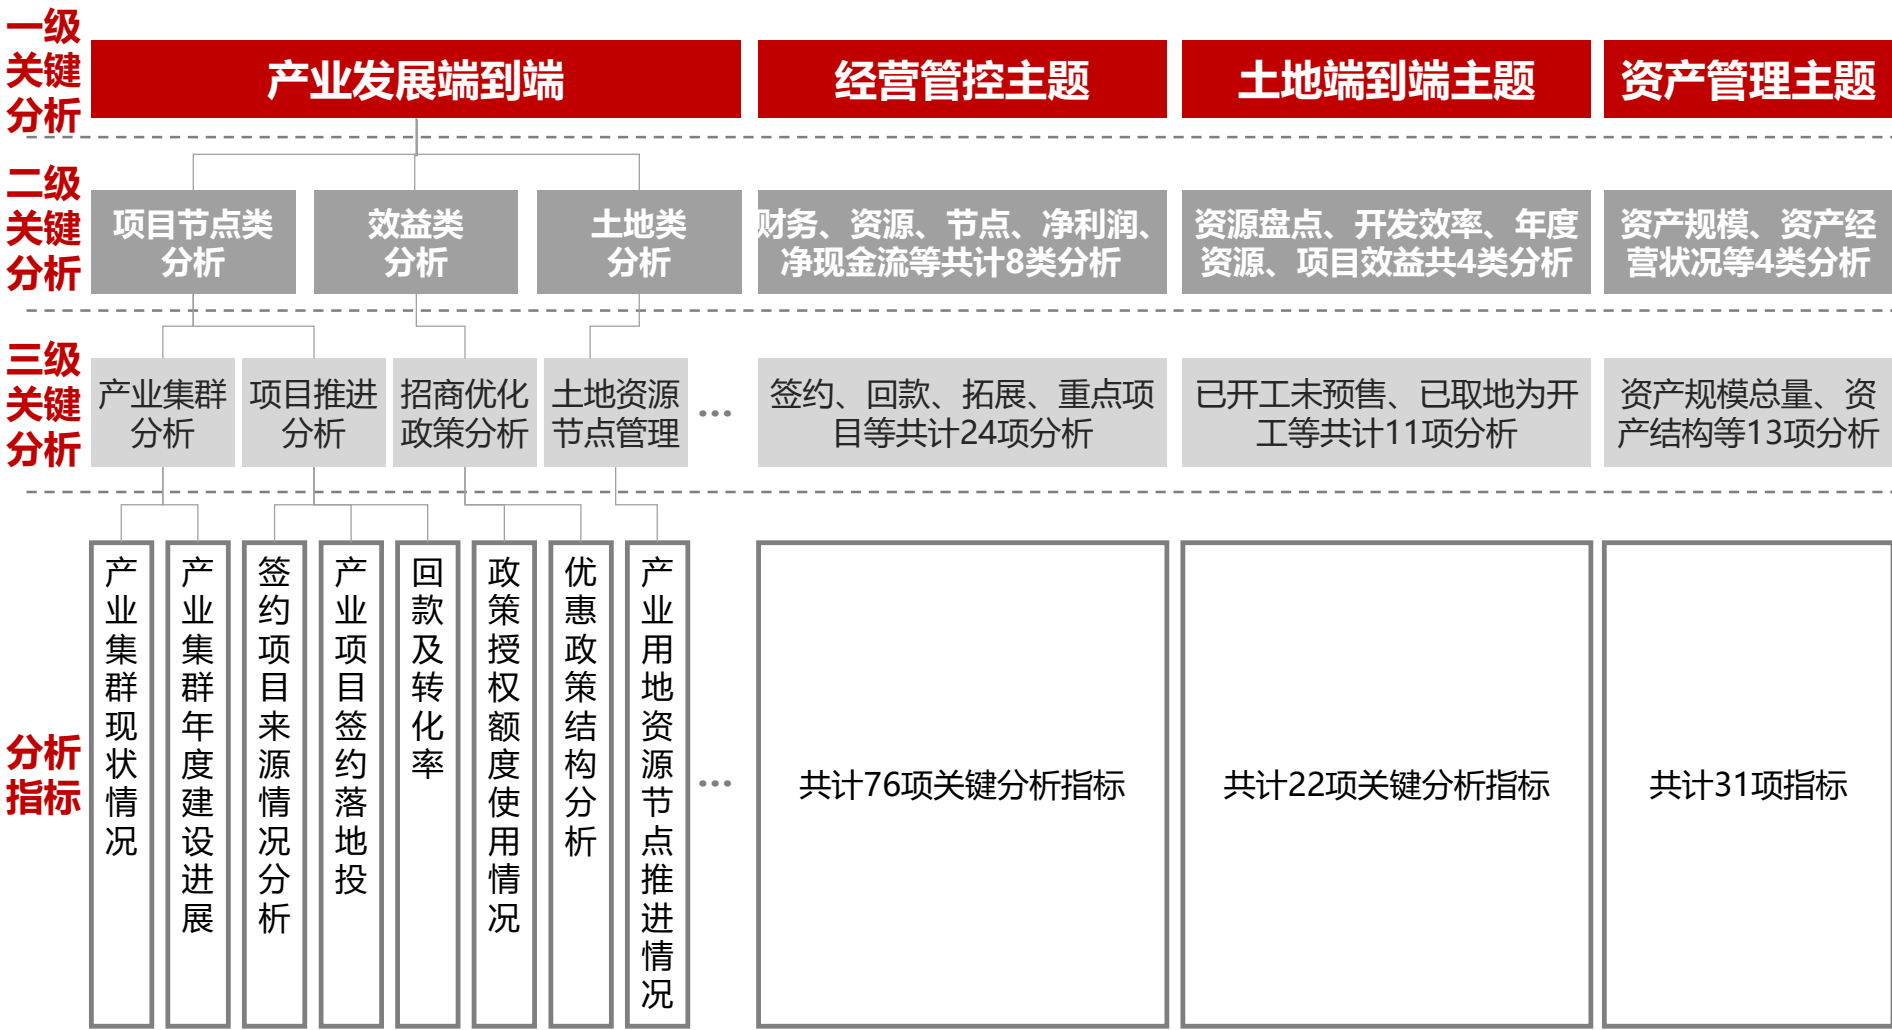 一级
关键
分析
产业发展端到端
经营管控主题
土地端到端主题
资产管理主题
二级
关键
分析
项目节点类
分析
效益类
分析
土地类
分析
财务、资源、节点、净利润、
净现金流等共计8类分析
资源盘点、开发效率、年度
资源、项目效益共4类分析
资产规模、资产经
营状况等4类分析
三级
关键
分析
产业集群
分析
项目推进
分析
招商优化
政策分析
土地资源
节点管理
...
签约、回款、拓展、重点项
目等共计24项分析
已开工未预售、已取地为开
工等共计11项分析
资产规模总量、资
产结构等13项分析
分析
指标
产业集群现状情况
产业集群年度建设进展
签约项目来源情况分析
产业项目签约落地投
回款及转化率
政策授权额度使用情况
优惠政策结构分析
产业用地资源节点推进情况
...
共计76项关键分析指标
共计22项关键分析指标
共计31项指标